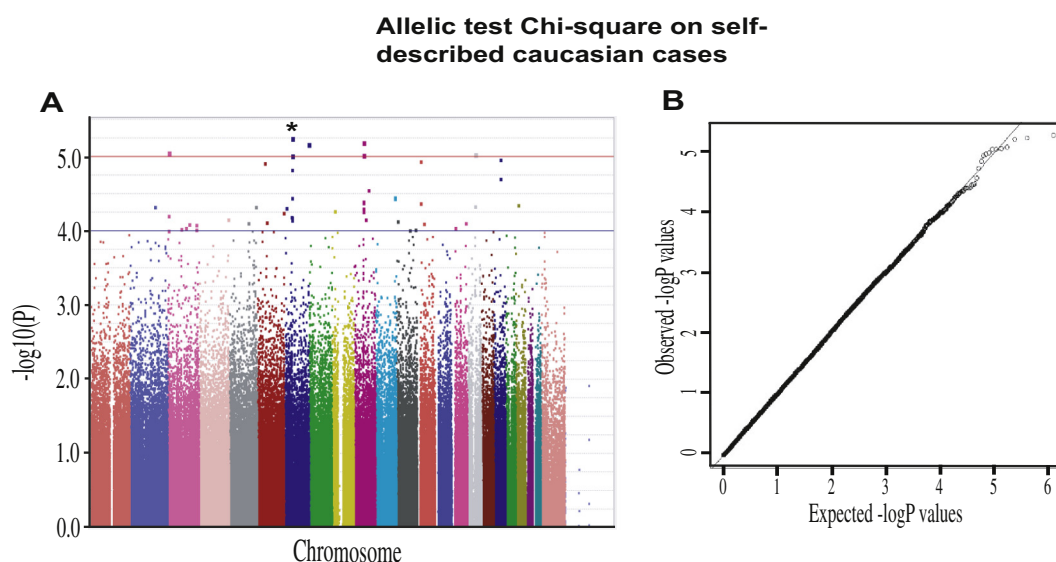 Allelic test Chi-square on self-
described caucasian cases
A
*
5.0
4.0
3.0
2.0
1.0
0.0
-log10(P)
Chromosome
B
5
4
3
2
1
0
Observed -logP values
0 1 2 3 4 5 6
Expected -logP values